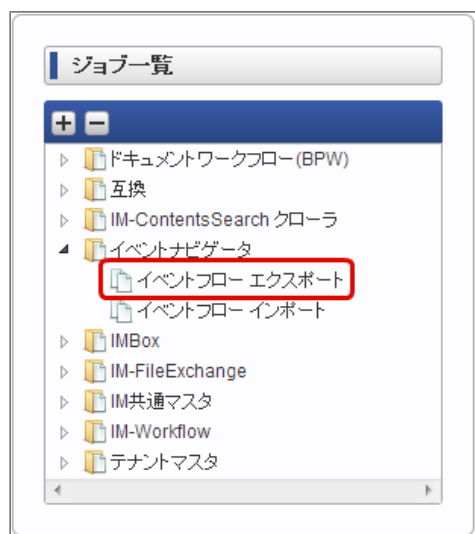 ジョブ一覧
ドキュメントワークフロー(BPW)
互換
IM-ContentsSearch クローラ
イベントナビゲータ
イベントフロー エクスポート
イベントフロー インポート
IMBox
IM-FileExchange
IM共通マスタ
IM-Workflow
テナントマスタ